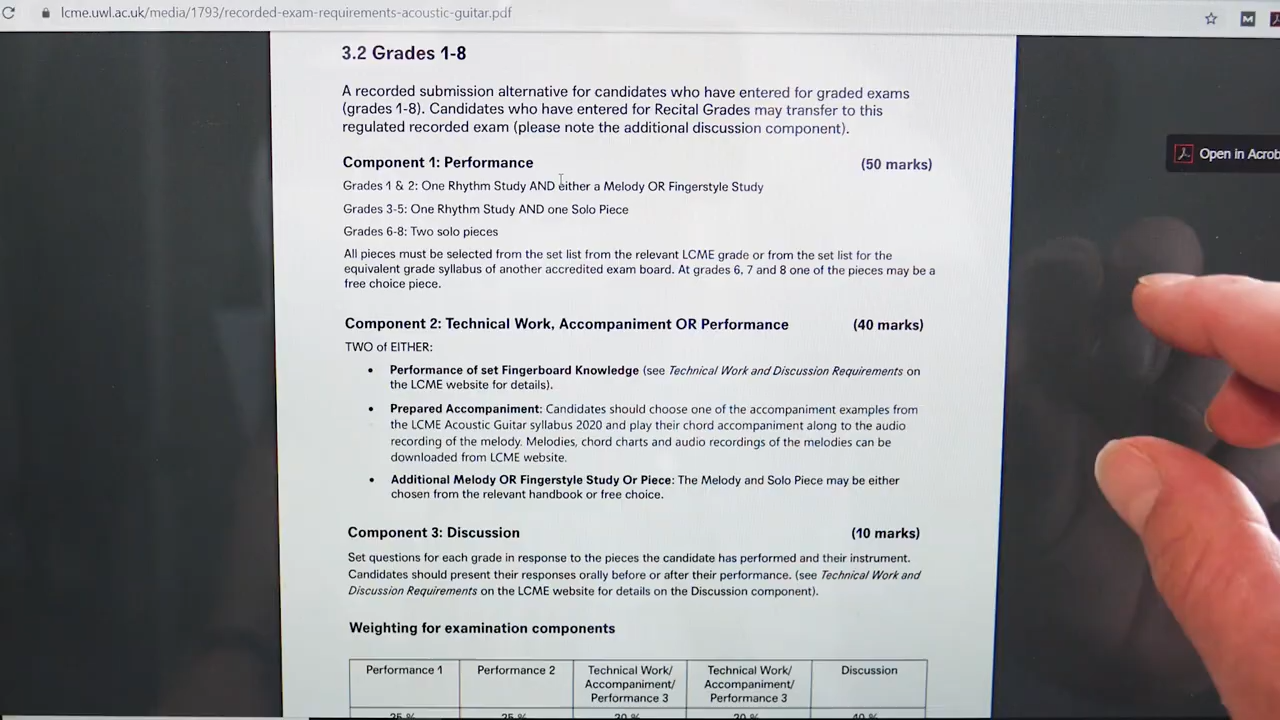 lcme.uwl.ac.uk/media/1793/recorded-exam-requirements-acoustic-guitar.pdf
3.2 Grades 1-8
A recorded submission alternative for candidates who have entered for graded exams
(grades 1-8). Candidates who have entered for Recital Grades may transfer to this
regulated recorded exam (please note the additional discussion component).
Open in Acrob
Component 1: Performance (50 marks)
Grades 1 & 2: One Rhythm Study AND either a Melody OR Fingerstyle Study
Grades 3-5: One Rhythm Study AND one Solo Piece
Grades 6-8: Two solo pieces
All pieces must be selected from the set list from the relevant LCME grade or from the set list for the
equivalent grade syllabus of another accredited exam board. At grades 6, 7 and 8 one of the pieces may be a
free choice piece.
Component 2: Technical Work, Accompaniment OR Performance (40 marks)
TWO of EITHER:
• Performance of set Fingerboard Knowledge (see Technical Work and Discussion Requirements on
the LCME website for details).
• Prepared Accompaniment: Candidates should choose one of the accompaniment examples from
the LCME Acoustic Guitar syllabus 2020 and play their chord accompaniment along to the audio
recording of the melody. Melodies, chord charts and audio recordings of the melodies can be
downloaded from LCME website.
• Additional Melody OR Fingerstyle Study Or Piece: The Melody and Solo Piece may be either
chosen from the relevant handbook or free choice.
Component 3: Discussion (10 marks)
Set questions for each grade in response to the pieces the candidate has performed and their instrument.
Candidates should present their responses orally before or after their performance. (see Technical Work and
Discussion Requirements on the LCME website for details on the Discussion component).
Weighting for examination components
Performance 1 Performance 2 Technical Work/ Technical Work/ Discussion
Accompaniment/ Accompaniment/
Performance 3 Performance 3